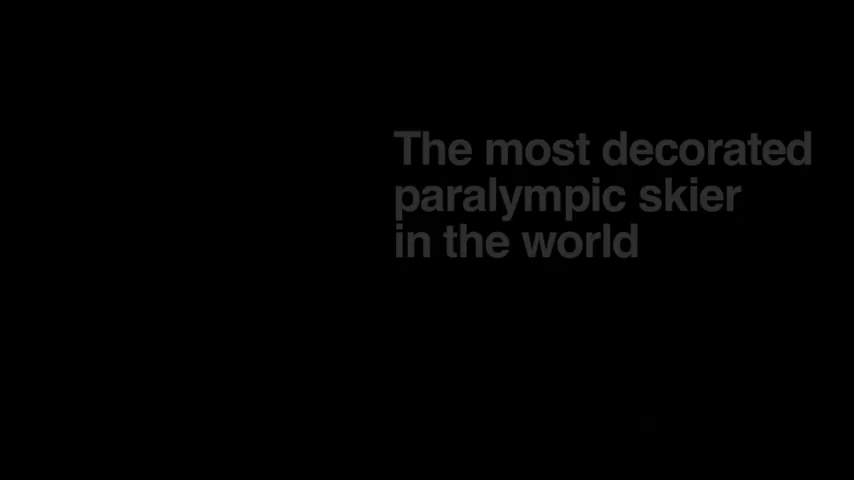 The most decorated
paralympic skier
in the world